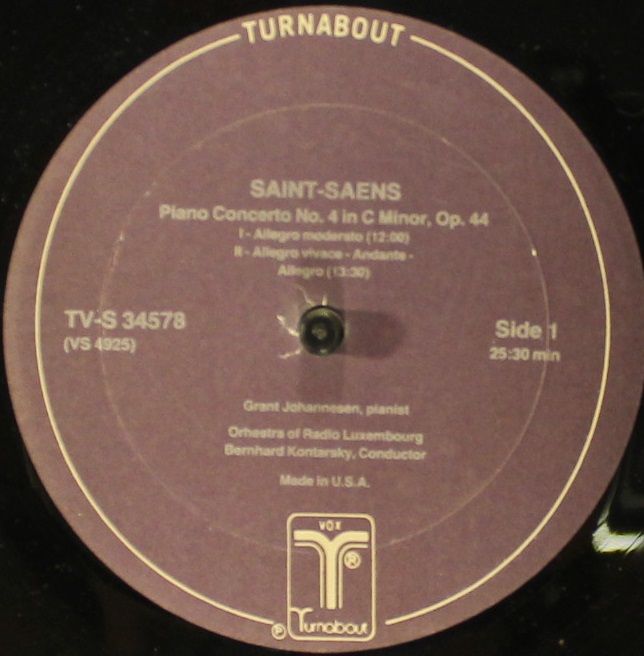 TURNABOUT
SAINT-SAENS
Piano Concerto No. 4 in C Minor, Op. 44
I - Allegro moderato (12:00)
II - Allegro vivace - Andante -
Allegro (13:30)
TV-S 34578
(VS 4925)
Side 1
25:30 min
Grant Johannesen, pianist
Orhestra of Radio Luxembourg
Bernhard Kontarsky, Conductor
Made in U.S.A.
VOX
®
Turnabout
℗